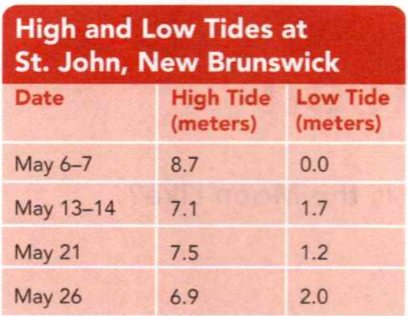 High and Low Tides at
St. John, New Brunswick
Date High Tide Low Tide
(meters) (meters)
May 6–7 8.7 0.0
May 13–14 7.1 1.7
May 21 7.5 1.2
May 26 6.9 2.0